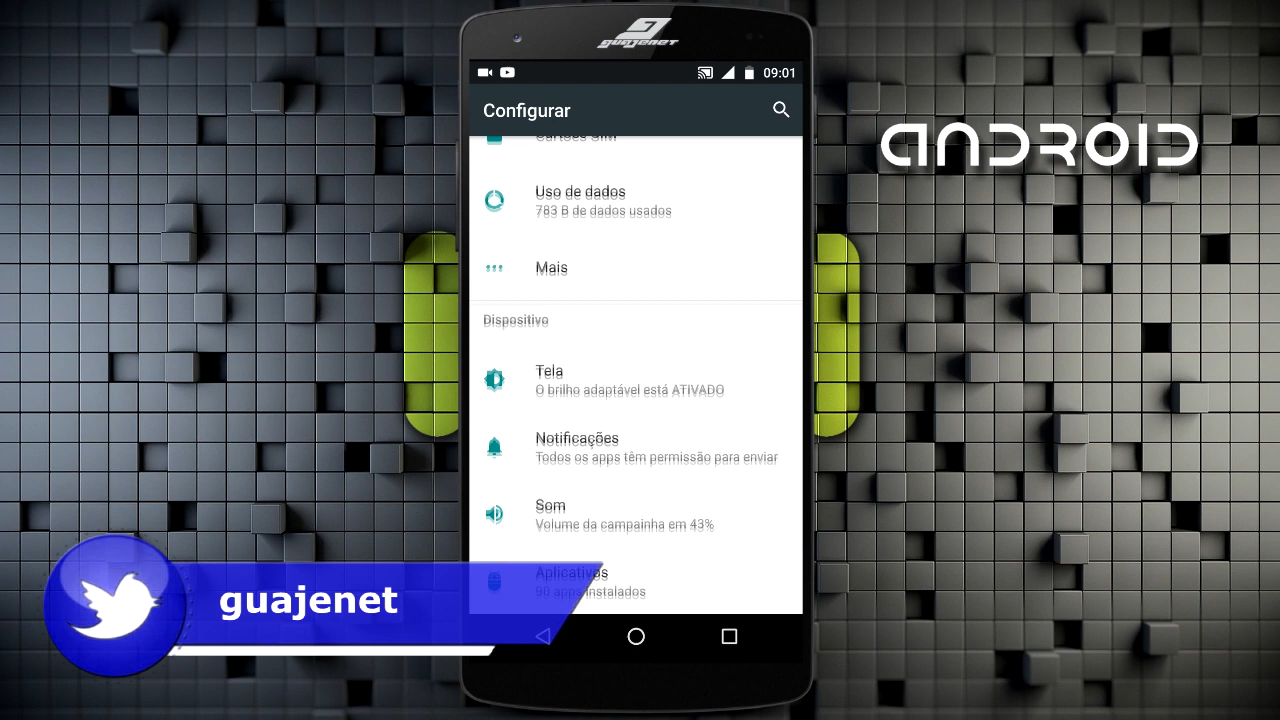 guajenet
09:01
Configurar
ANDROID
Cartões SIM
Uso de dados
783 B de dados usados
Mais
Dispositivo
Tela
O brilho adaptável está ATIVADO
Notificações
Todos os apps têm permissão para enviar
Som
Volume da campainha em 43%
Aplicativos
90 apps instalados
guajenet